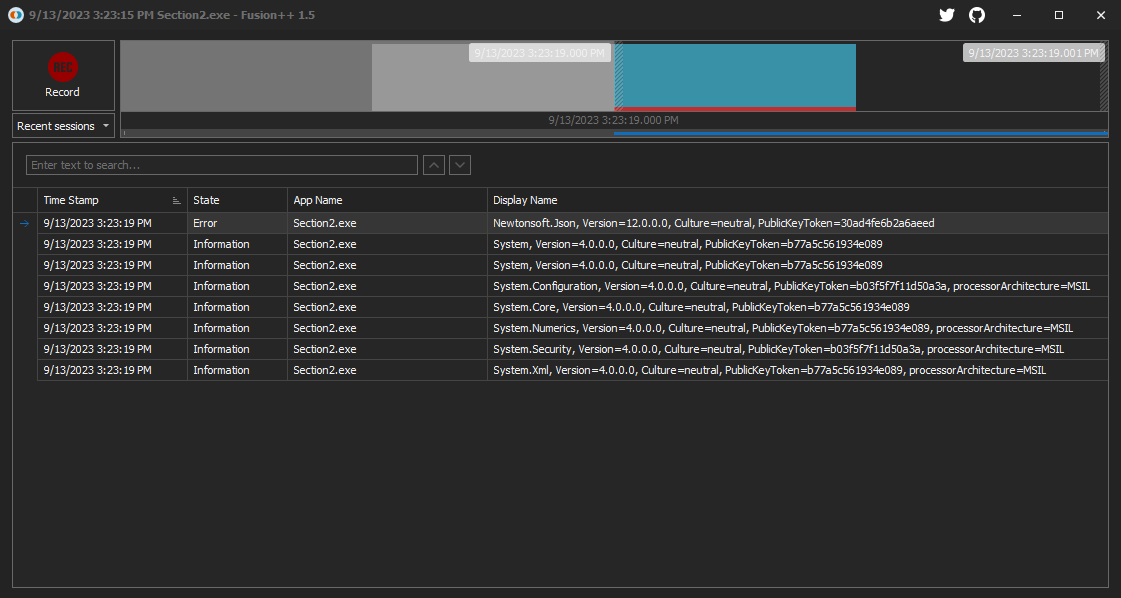 9/13/2023 3:23:15 PM Section2.exe - Fusion++ 1.5
REC
Record
9/13/2023 3:23:19.000 PM
9/13/2023 3:23:19.001 PM
9/13/2023 3:23:19.000 PM
Recent sessions
Enter text to search...
Time Stamp State App Name Display Name
9/13/2023 3:23:19 PM Error Section2.exe Newtonsoft.Json, Version=12.0.0.0, Culture=neutral, PublicKeyToken=30ad4fe6b2a6aeed
9/13/2023 3:23:19 PM Information Section2.exe System, Version=4.0.0.0, Culture=neutral, PublicKeyToken=b77a5c561934e089
9/13/2023 3:23:19 PM Information Section2.exe System, Version=4.0.0.0, Culture=neutral, PublicKeyToken=b77a5c561934e089
9/13/2023 3:23:19 PM Information Section2.exe System.Configuration, Version=4.0.0.0, Culture=neutral, PublicKeyToken=b03f5f7f11d50a3a, processorArchitecture=MSIL
9/13/2023 3:23:19 PM Information Section2.exe System.Core, Version=4.0.0.0, Culture=neutral, PublicKeyToken=b77a5c561934e089
9/13/2023 3:23:19 PM Information Section2.exe System.Numerics, Version=4.0.0.0, Culture=neutral, PublicKeyToken=b77a5c561934e089, processorArchitecture=MSIL
9/13/2023 3:23:19 PM Information Section2.exe System.Security, Version=4.0.0.0, Culture=neutral, PublicKeyToken=b03f5f7f11d50a3a, processorArchitecture=MSIL
9/13/2023 3:23:19 PM Information Section2.exe System.Xml, Version=4.0.0.0, Culture=neutral, PublicKeyToken=b77a5c561934e089, processorArchitecture=MSIL